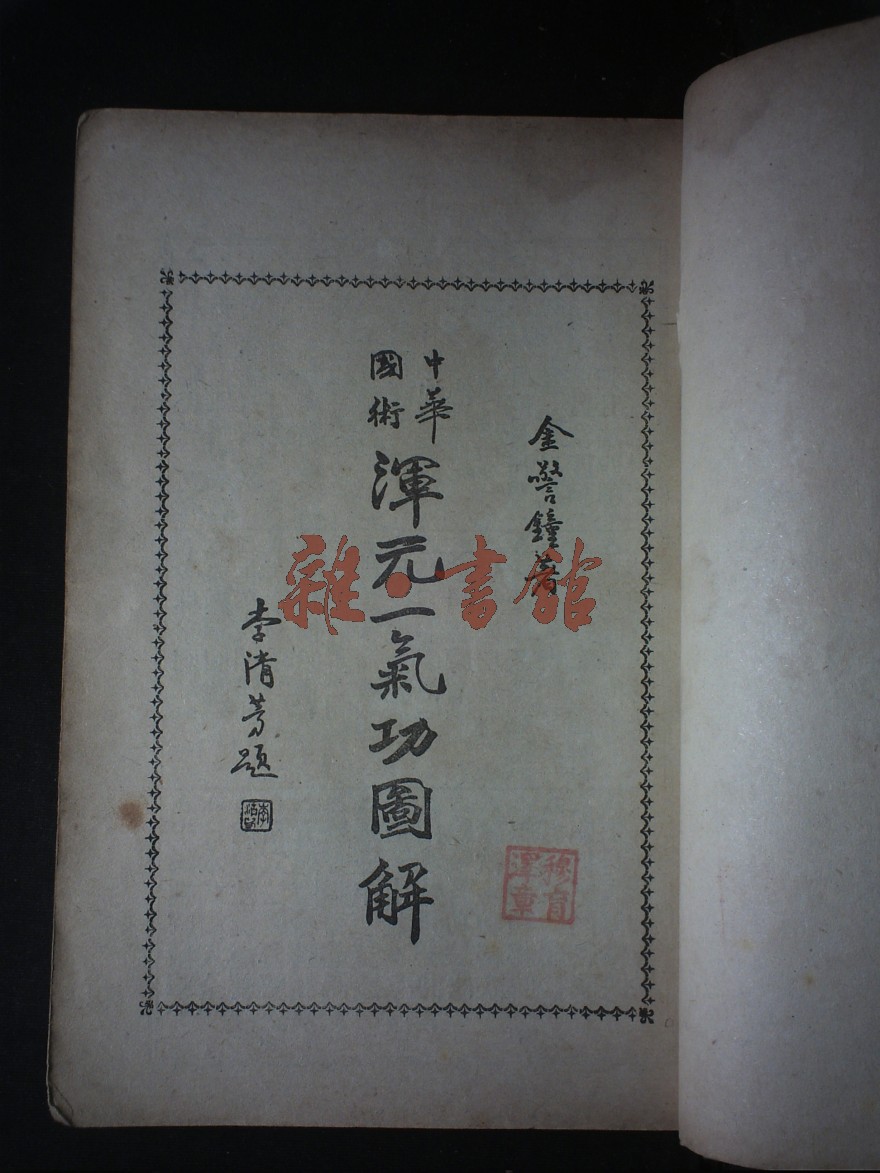 金警鐘著
中華
國術
渾元一氣功圖解
李清芳題
雜·書館